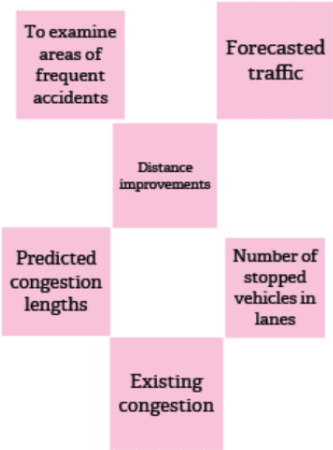 To examine
areas of
frequent
accidents
Forecasted
traffic
Distance
improvements
Predicted
congestion
lengths
Number of
stopped
vehicles in
lanes
Existing
congestion